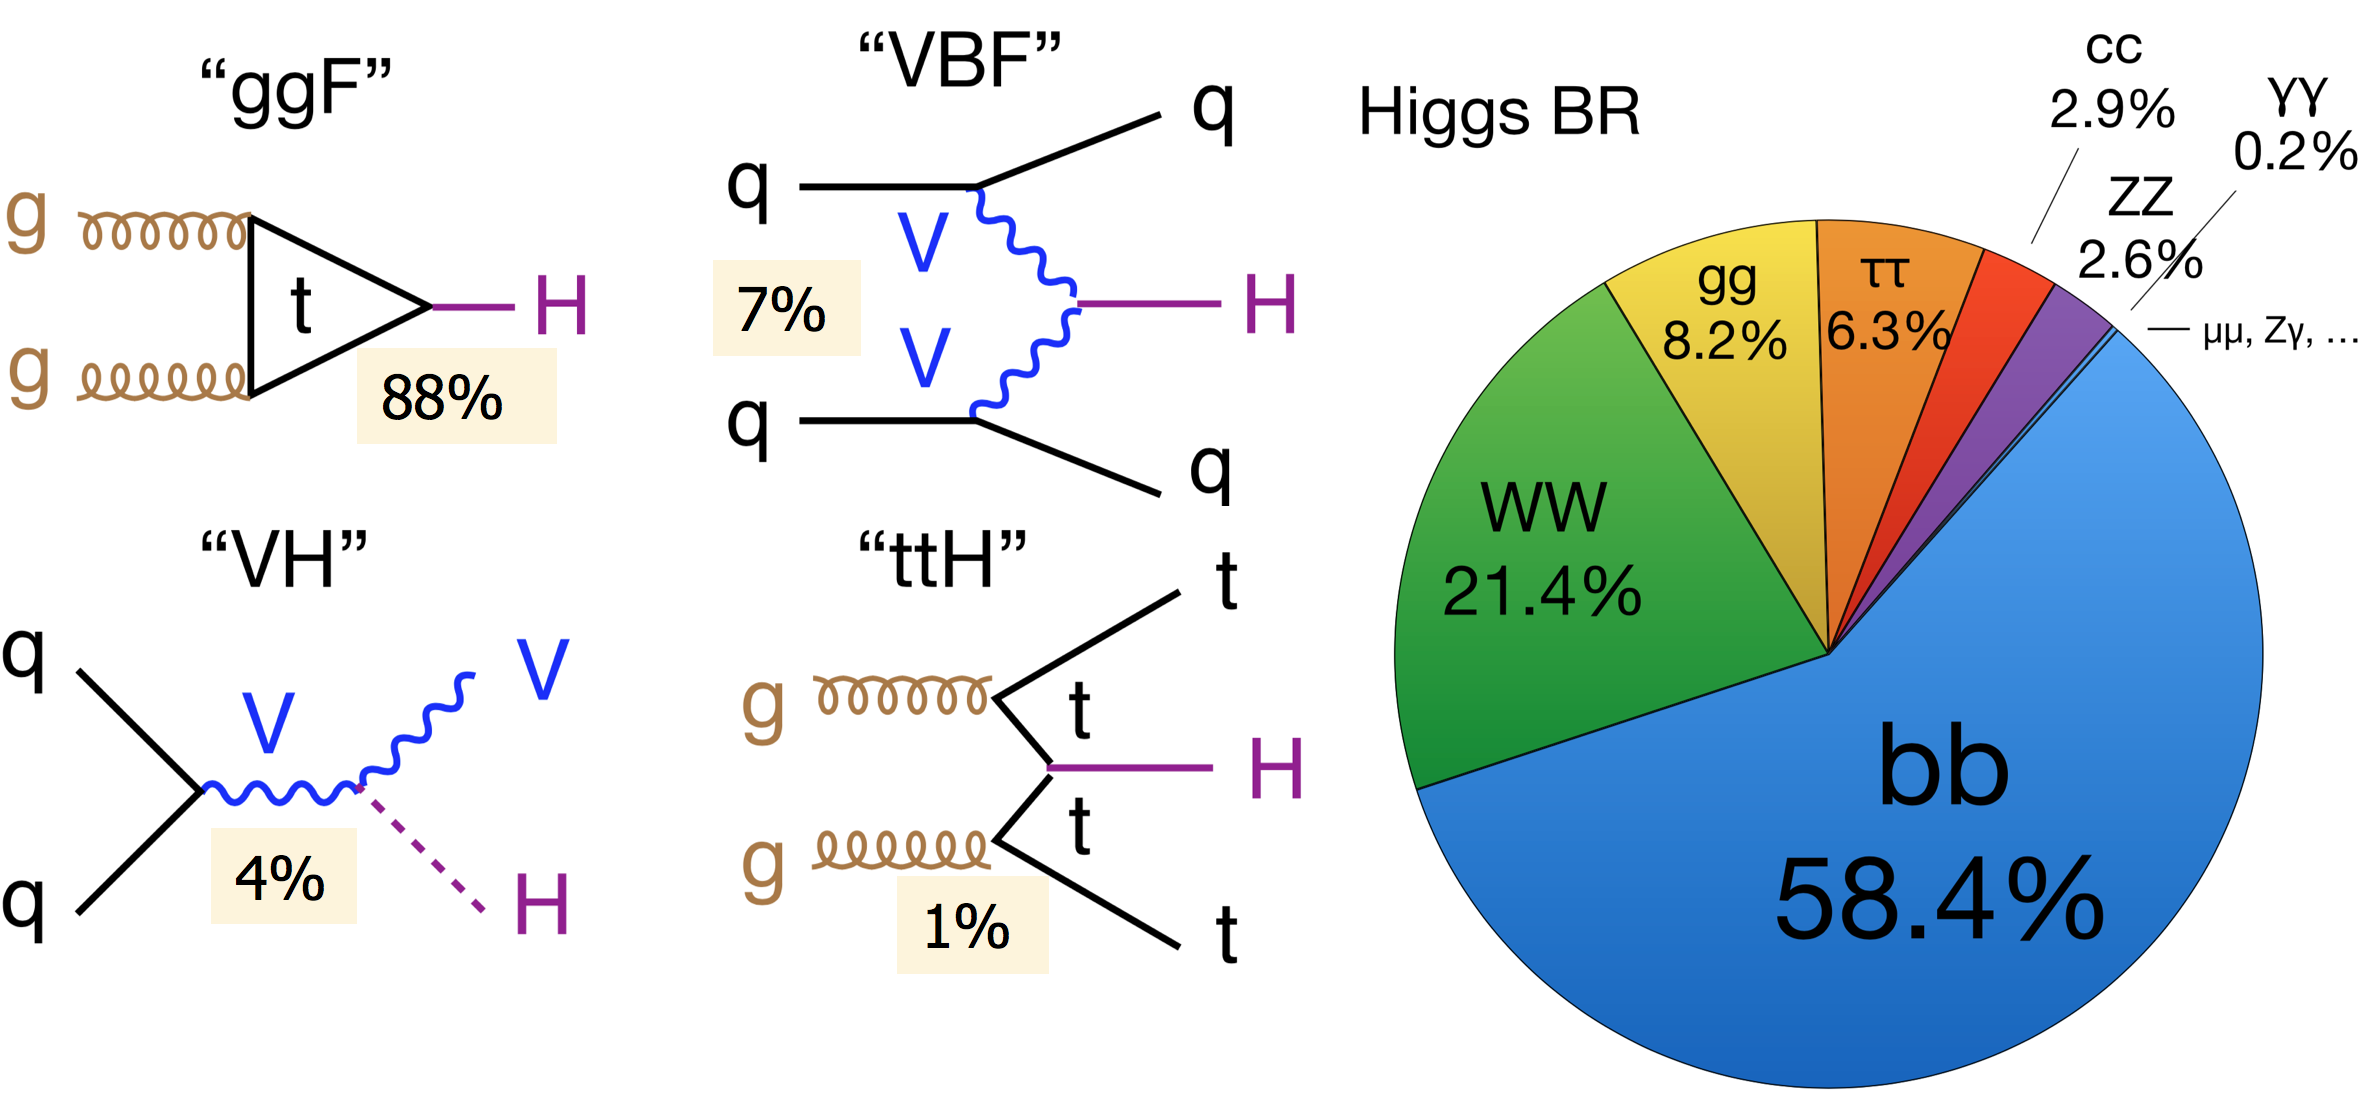 “ggF”
g
g
t
H
88%
“VBF”
q
q
V
7%
H
V
q
q
“VH”
q
V
V
4%
q
H
“ttH”
t
g
t
H
t
g
1%
t
Higgs BR
cc
2.9%
γγ
0.2%
ZZ
2.6%
μμ, Zγ, …
ττ
6.3%
gg
8.2%
WW
21.4%
bb
58.4%